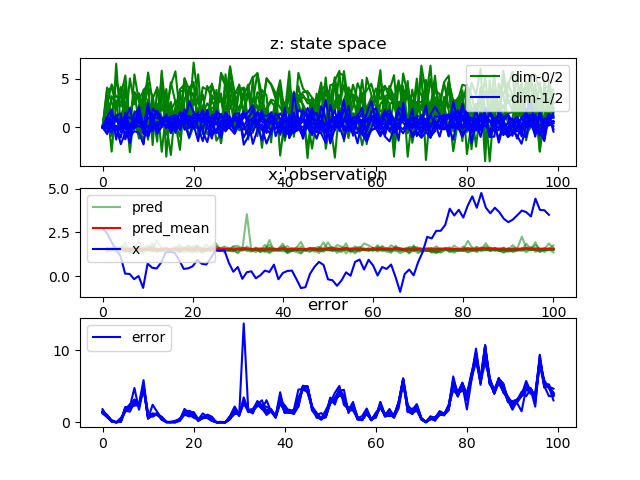 z: state space
5
0
dim-0/2
dim-1/2
0 20 40 60 80 100
x: observation
5.0
2.5
0.0
pred
pred_mean
x
0 20 40 60 80 100
error
10
0
error
0 20 40 60 80 100